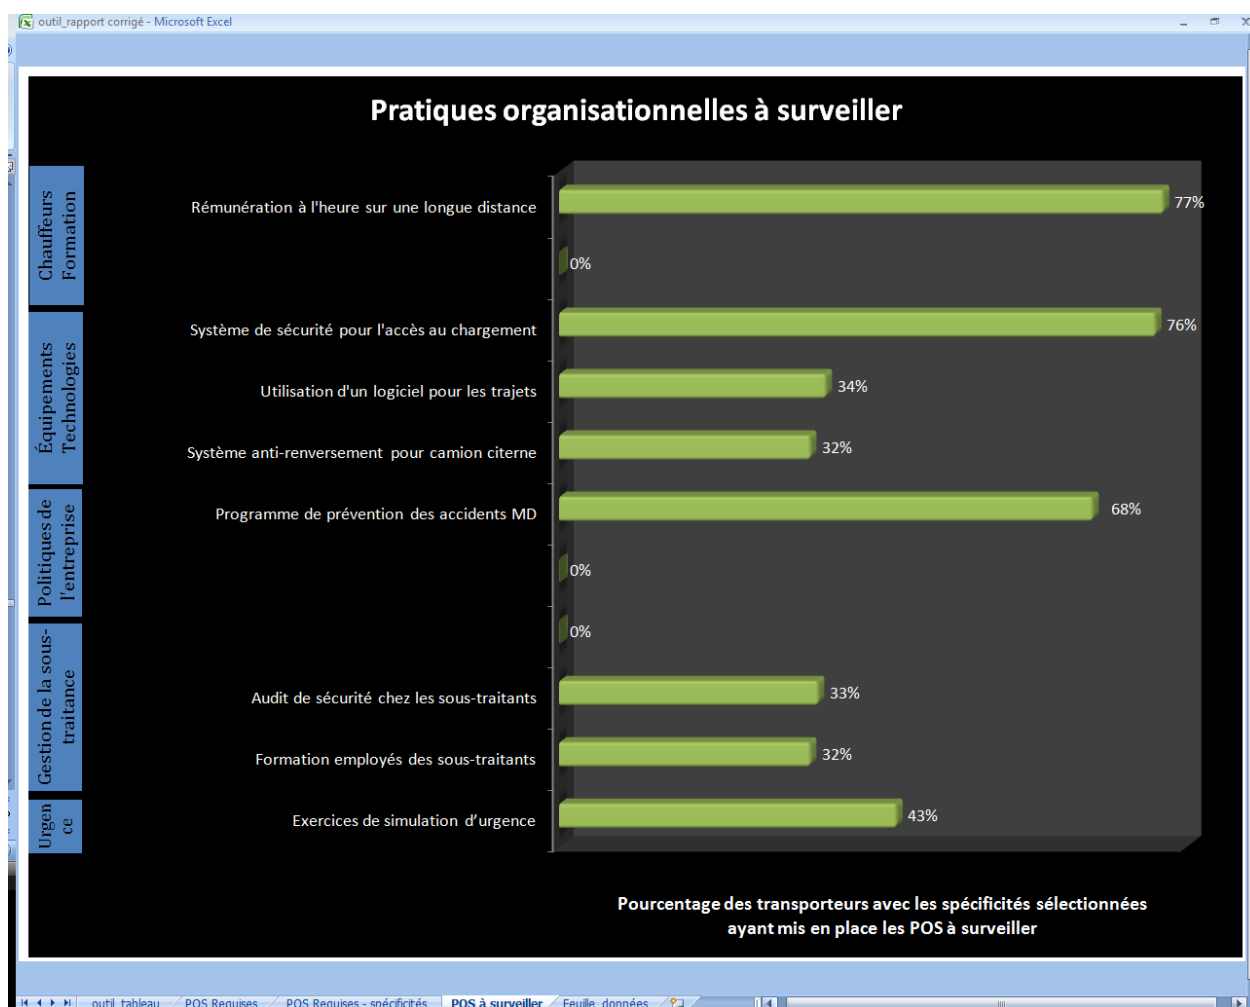 outil_rapport corrigé - Microsoft Excel
Pratiques organisationnelles à surveiller
Chauffeurs
Formation
Rémunération à l'heure sur une longue distance
77%
0%
Équipements
Technologies
Système de sécurité pour l'accès au chargement
76%
Utilisation d'un logiciel pour les trajets
34%
Système anti-renversement pour camion citerne
32%
Politiques de
l'entreprise
Programme de prévention des accidents MD
68%
0%
0%
Gestion de la sous-
traitance
Audit de sécurité chez les sous-traitants
33%
Formation employés des sous-traitants
32%
Urgen
ce
Exercices de simulation d’urgence
43%
Pourcentage des transporteurs avec les spécificités sélectionnées
ayant mis en place les POS à surveiller
outil_tableau POS Requises POS Requises - spécificités POS à surveiller Feuille_données